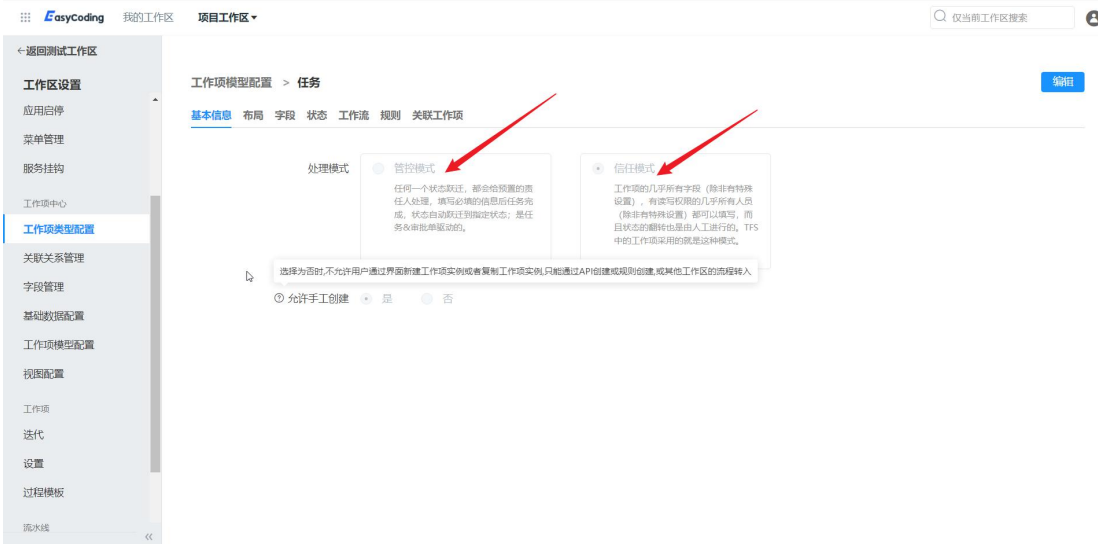 EasyCoding 我的工作区 项目工作区
仅当前工作区搜索
←返回测试工作区
工作区设置
应用启停
菜单管理
服务挂钩
工作项中心
工作项类型配置
关联关系管理
字段管理
基础数据配置
工作项模型配置
视图配置
工作项
迭代
设置
过程模板
流水线
工作项模型配置 > 任务
编辑
基本信息 布局 字段 状态 工作流 规则 关联工作项
处理模式
管控模式
任何一个状态跃迁，都会给预置的责
任人处理，填写必填的信息后任务完
成，状态自动跃迁到指定状态；是任
务&审批单驱动的。
信任模式
工作项的几乎所有字段（除非有特殊
设置），有读写权限的几乎所有人员
（除非有特殊设置）都可以填写，而
且状态的翻转也是由人工进行的。TFS
中的工作项采用的就是这种模式。
选择为否时,不允许用户通过界面新建工作项实例或者复制工作项实例,只能通过API创建或规则创建,或其他工作区的流程转入
允许手工创建 是 否